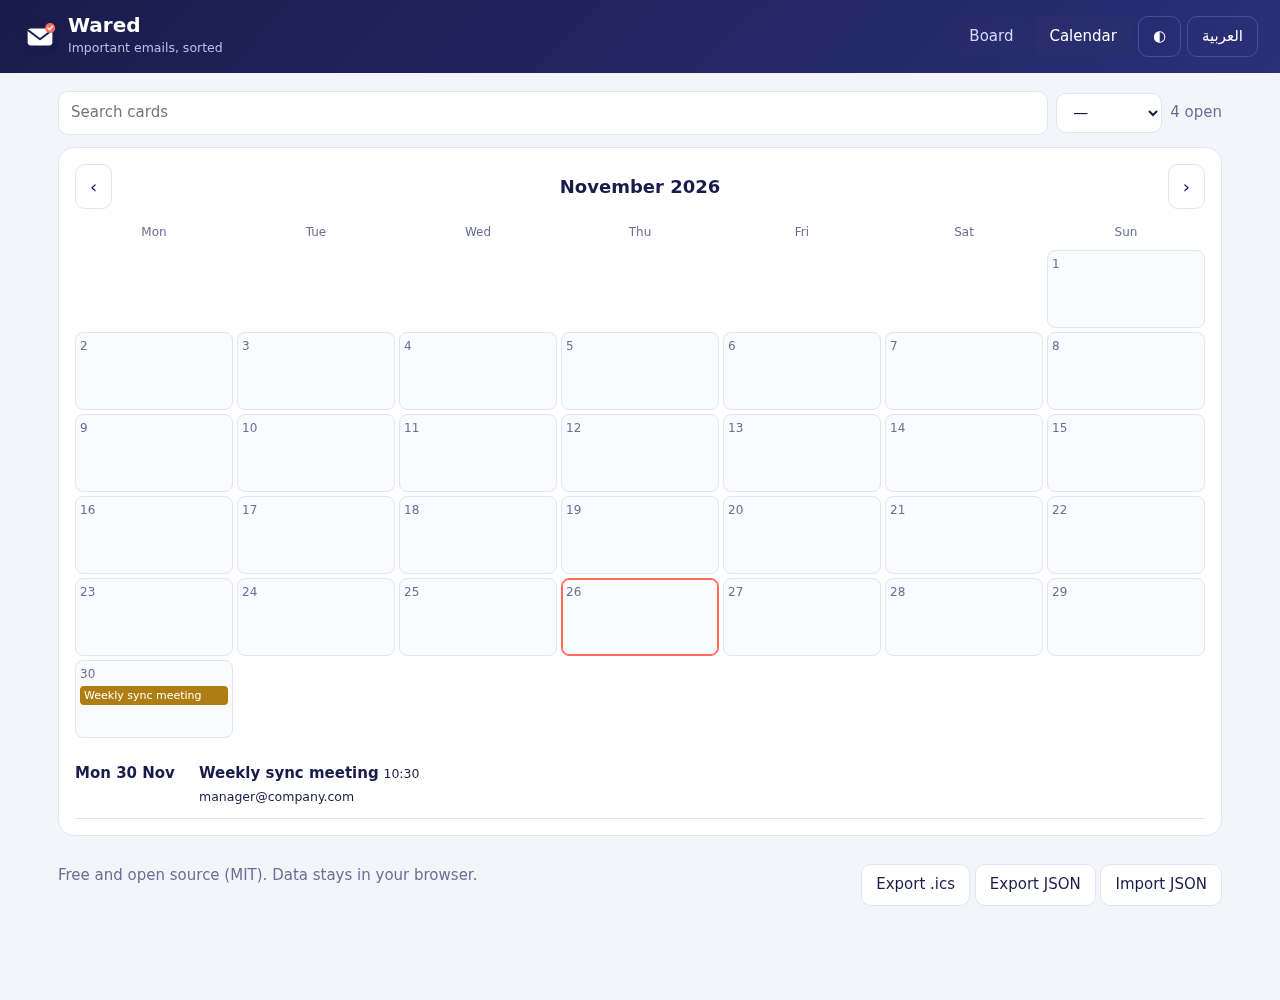 Wared
Important emails, sorted
Board
Calendar
العربية
Search cards
—
4 open
‹
November 2026
›
Mon Tue Wed Thu Fri Sat Sun
1
2 3 4 5 6 7 8
9 10 11 12 13 14 15
16 17 18 19 20 21 22
23 24 25 26 27 28 29
30
Weekly sync meeting
Mon 30 Nov
Weekly sync meeting 10:30
manager@company.com
Free and open source (MIT). Data stays in your browser.
Export .ics
Export JSON
Import JSON